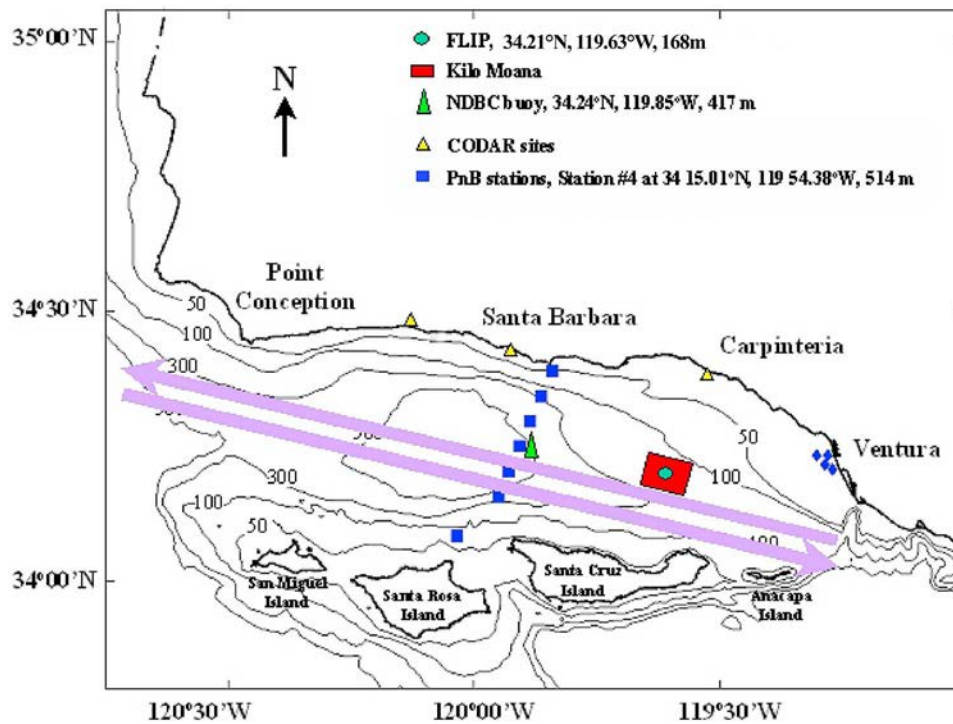 35°00'N
FLIP, 34.21°N, 119.63°W, 168m
Kilo Moana
N
NDBC buoy, 34.24°N, 119.85°W, 417 m
CODAR sites
PnB stations, Station #4 at 34 15.01°N, 119 54.38°W, 514 m
Point
Conception
50
34°30'N
Santa Barbara
100
Carpinteria
300
50
Ventura
100
300
100
50
100
34°00'N
San Miguel
Island
Santa Rosa
Island
Santa Cruz
Island
Anacapa
Island
120°30'W
120°00'W
119°30'W